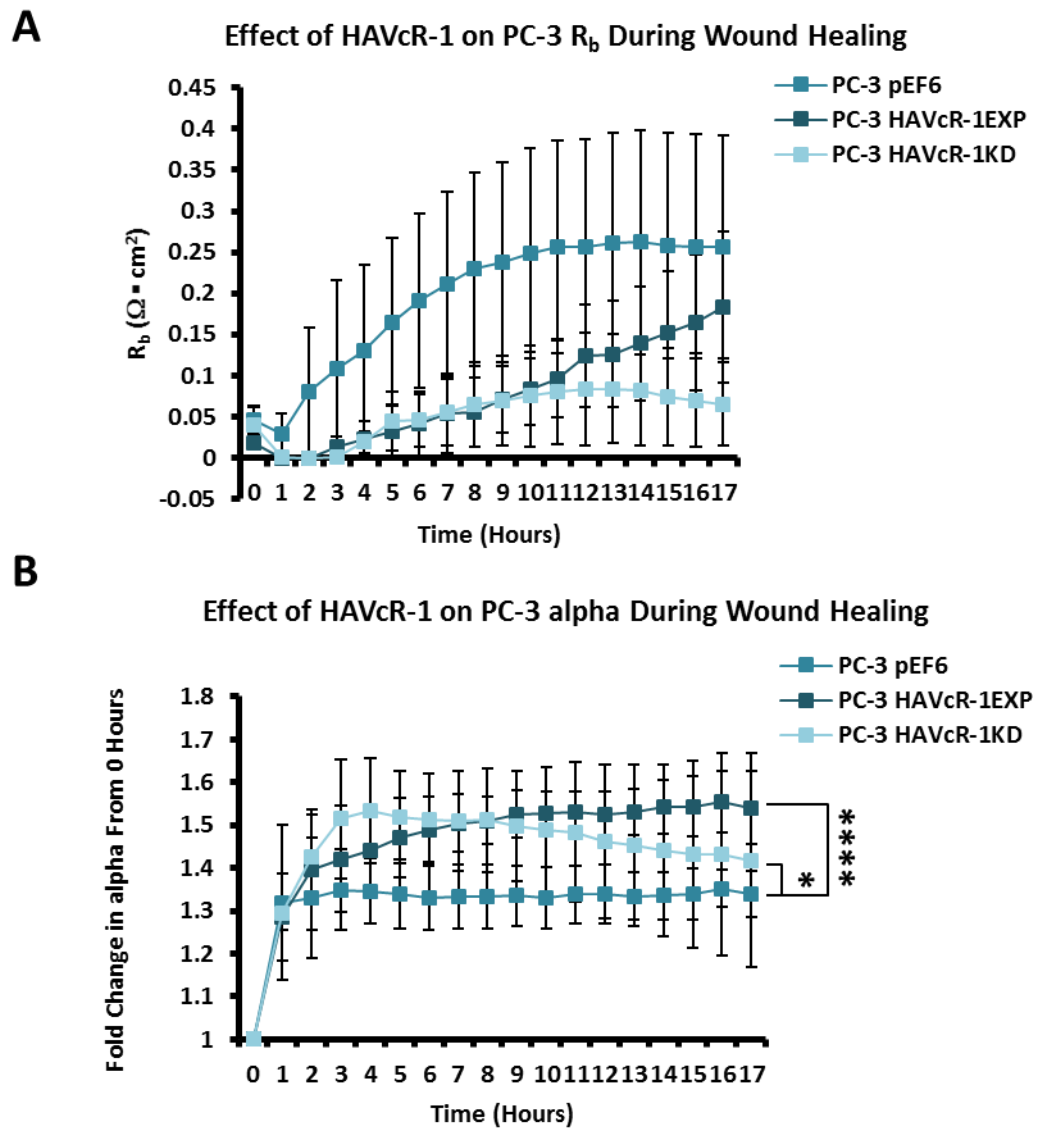 A
Effect of HAVcR-1 on PC-3 Rb During Wound Healing
PC-3 pEF6
PC-3 HAVcR-1EXP
PC-3 HAVcR-1KD
0.45
0.4
0.35
0.3
0.25
0.2
0.15
0.1
0.05
0
-0.05
Rb (Ω ▪ cm²)
0 1 2 3 4 5 6 7 8 9 10 11 12 13 14 15 16 17
Time (Hours)
B
Effect of HAVcR-1 on PC-3 alpha During Wound Healing
PC-3 pEF6
PC-3 HAVcR-1EXP
PC-3 HAVcR-1KD
1.8
1.7
1.6
1.5
1.4
1.3
1.2
1.1
1
Fold Change in alpha From 0 Hours
****
*
0 1 2 3 4 5 6 7 8 9 10 11 12 13 14 15 16 17
Time (Hours)